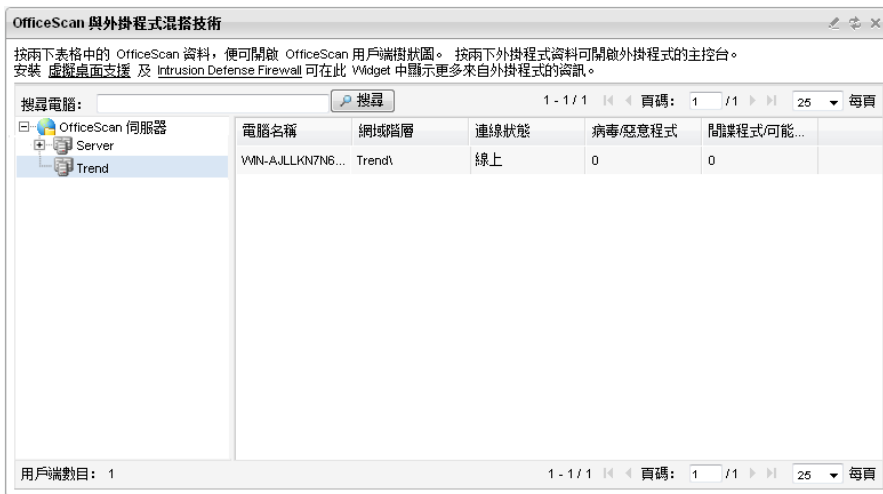 OfficeScan 與外掛程式混搭技術
按兩下表格中的 OfficeScan 資料，便可開啟 OfficeScan 用戶端樹狀圖。 按兩下外掛程式資料可開啟外掛程式的主控台。
安裝 虛擬桌面支援 及 Intrusion Defense Firewall 可在此 Widget 中顯示更多來自外掛程式的資訊。
搜尋電腦： 搜尋 1 - 1 / 1 頁碼： 1 /1 25 每頁
OfficeScan 伺服器
Server
Trend
電腦名稱 網域階層 連線狀態 病毒/惡意程式 間諜程式/可能...
WIN-AJLLKN7N6... Trend\ 線上 0 0
用戶端數目： 1 1 - 1 / 1 頁碼： 1 /1 25 每頁